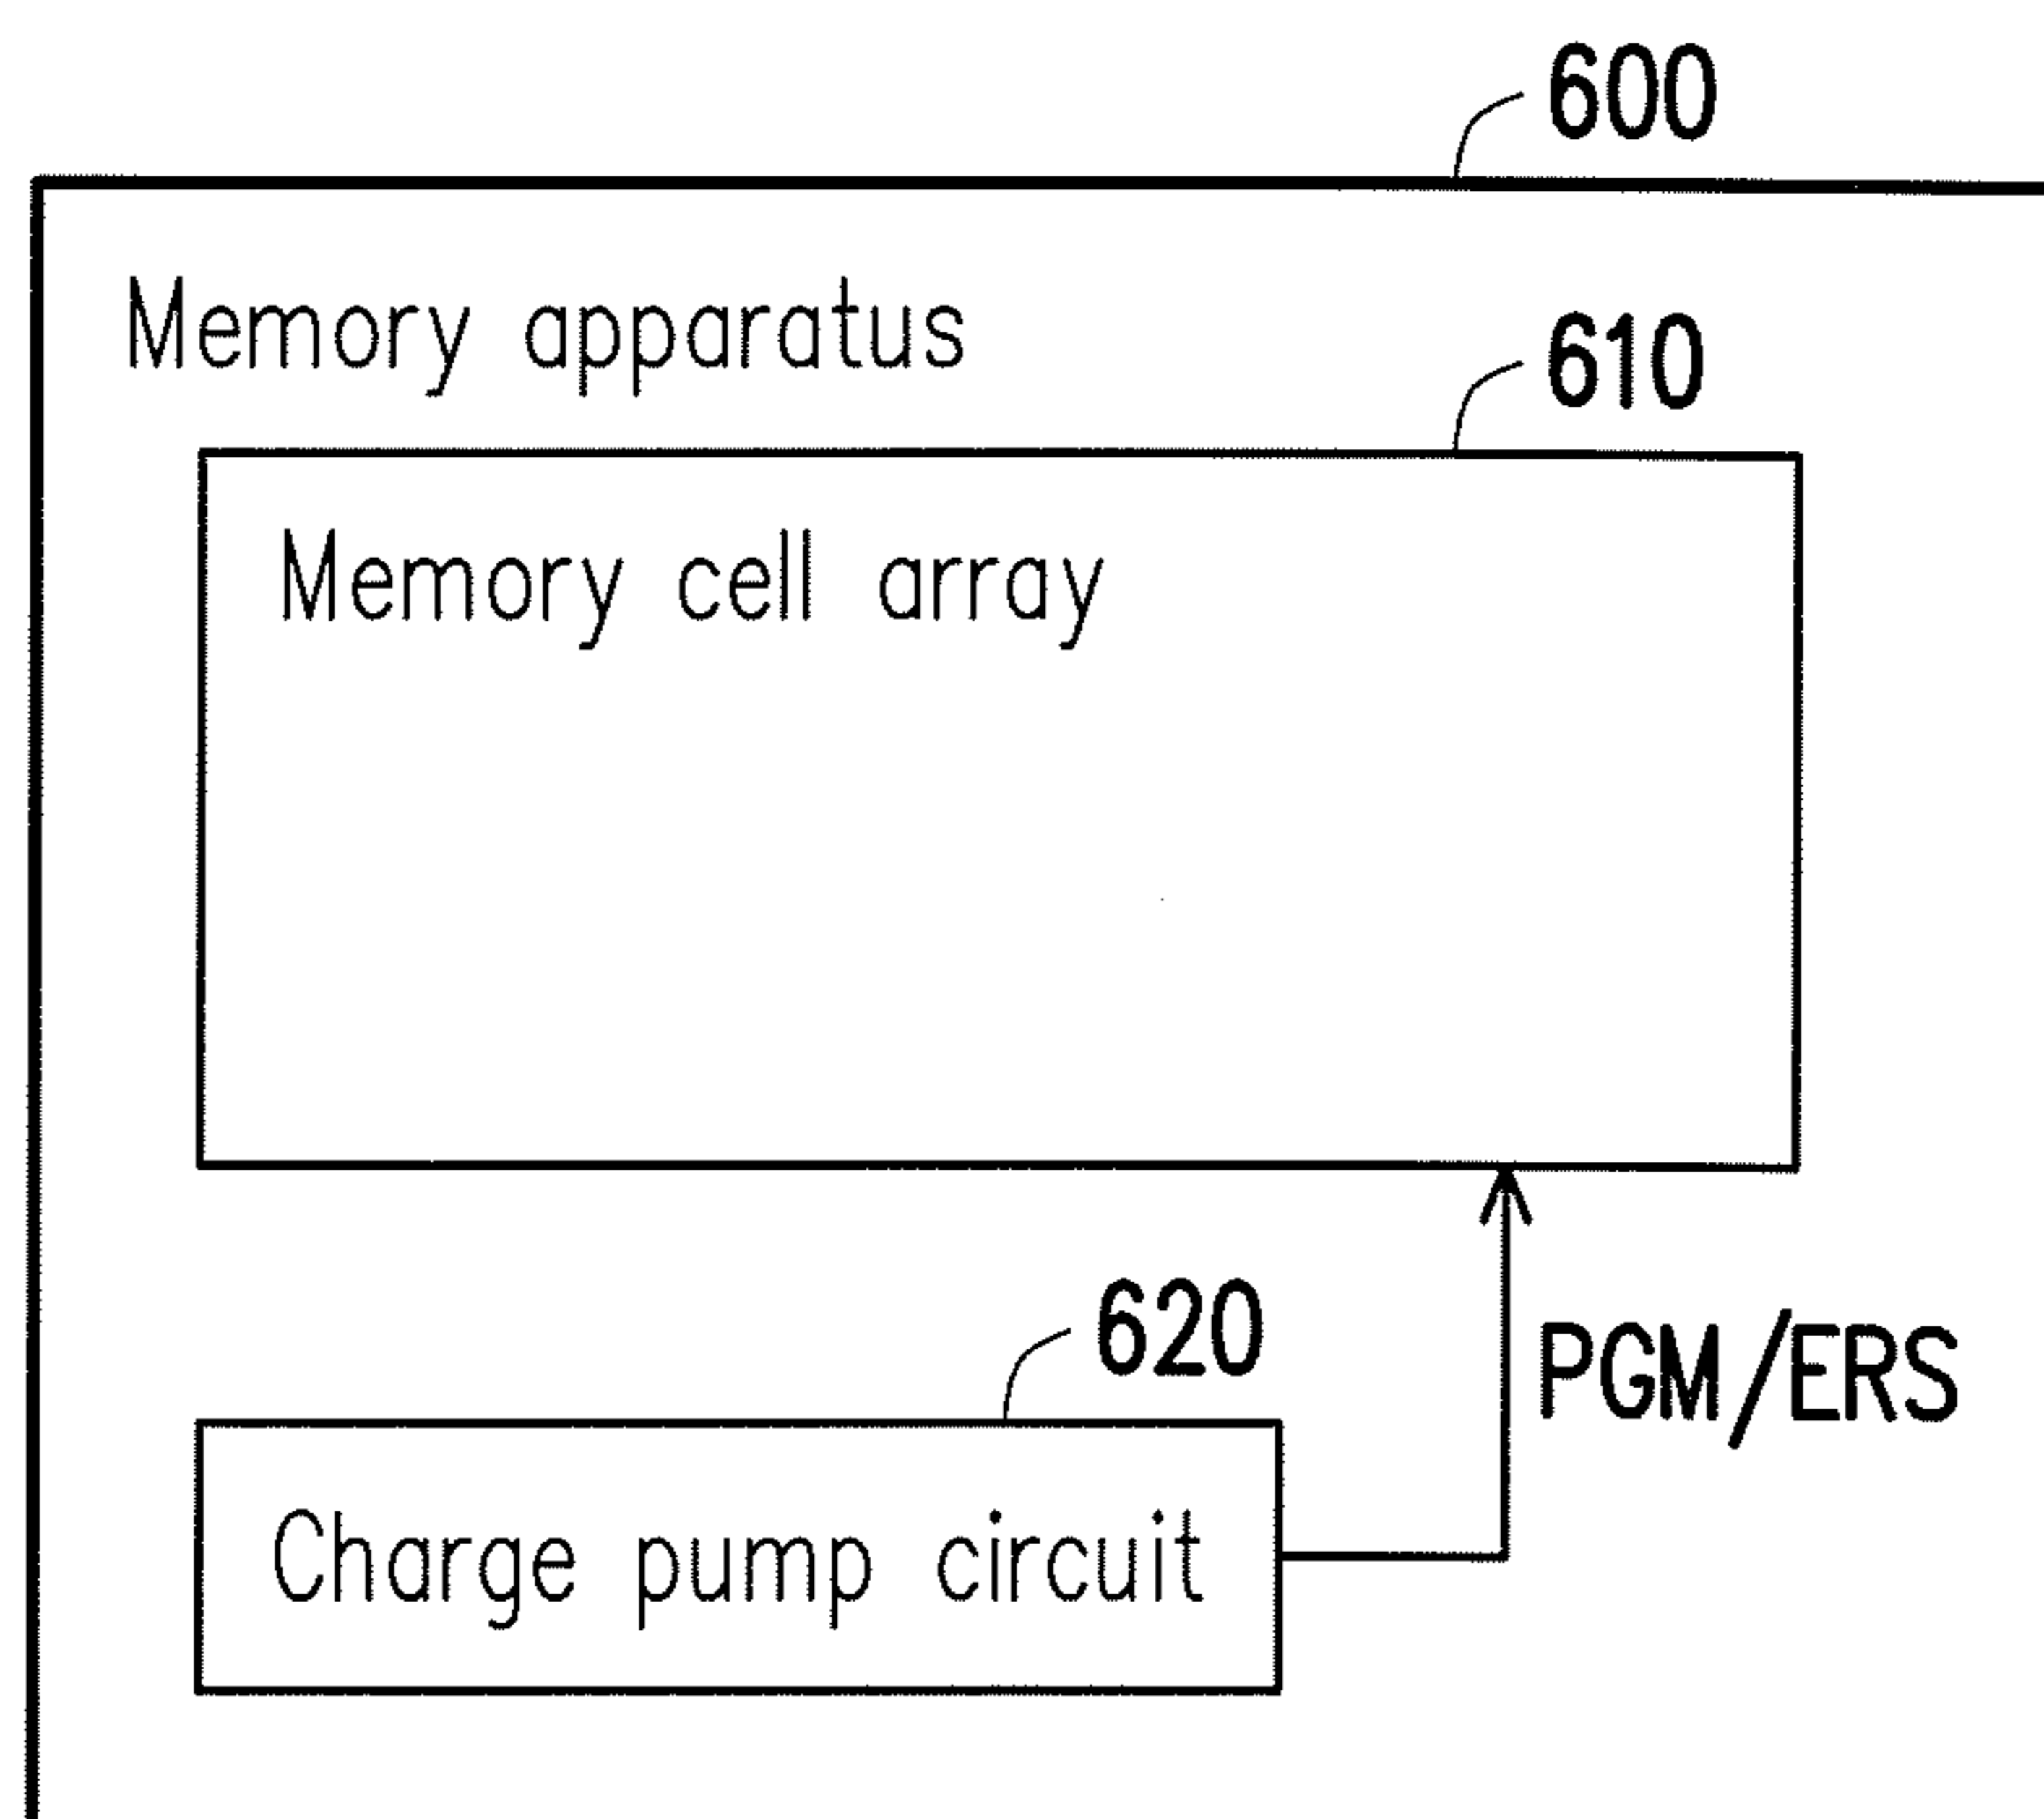 600
Memory apparatus
610
Memory cell array
620
PGM/ERS
Charge pump circuit